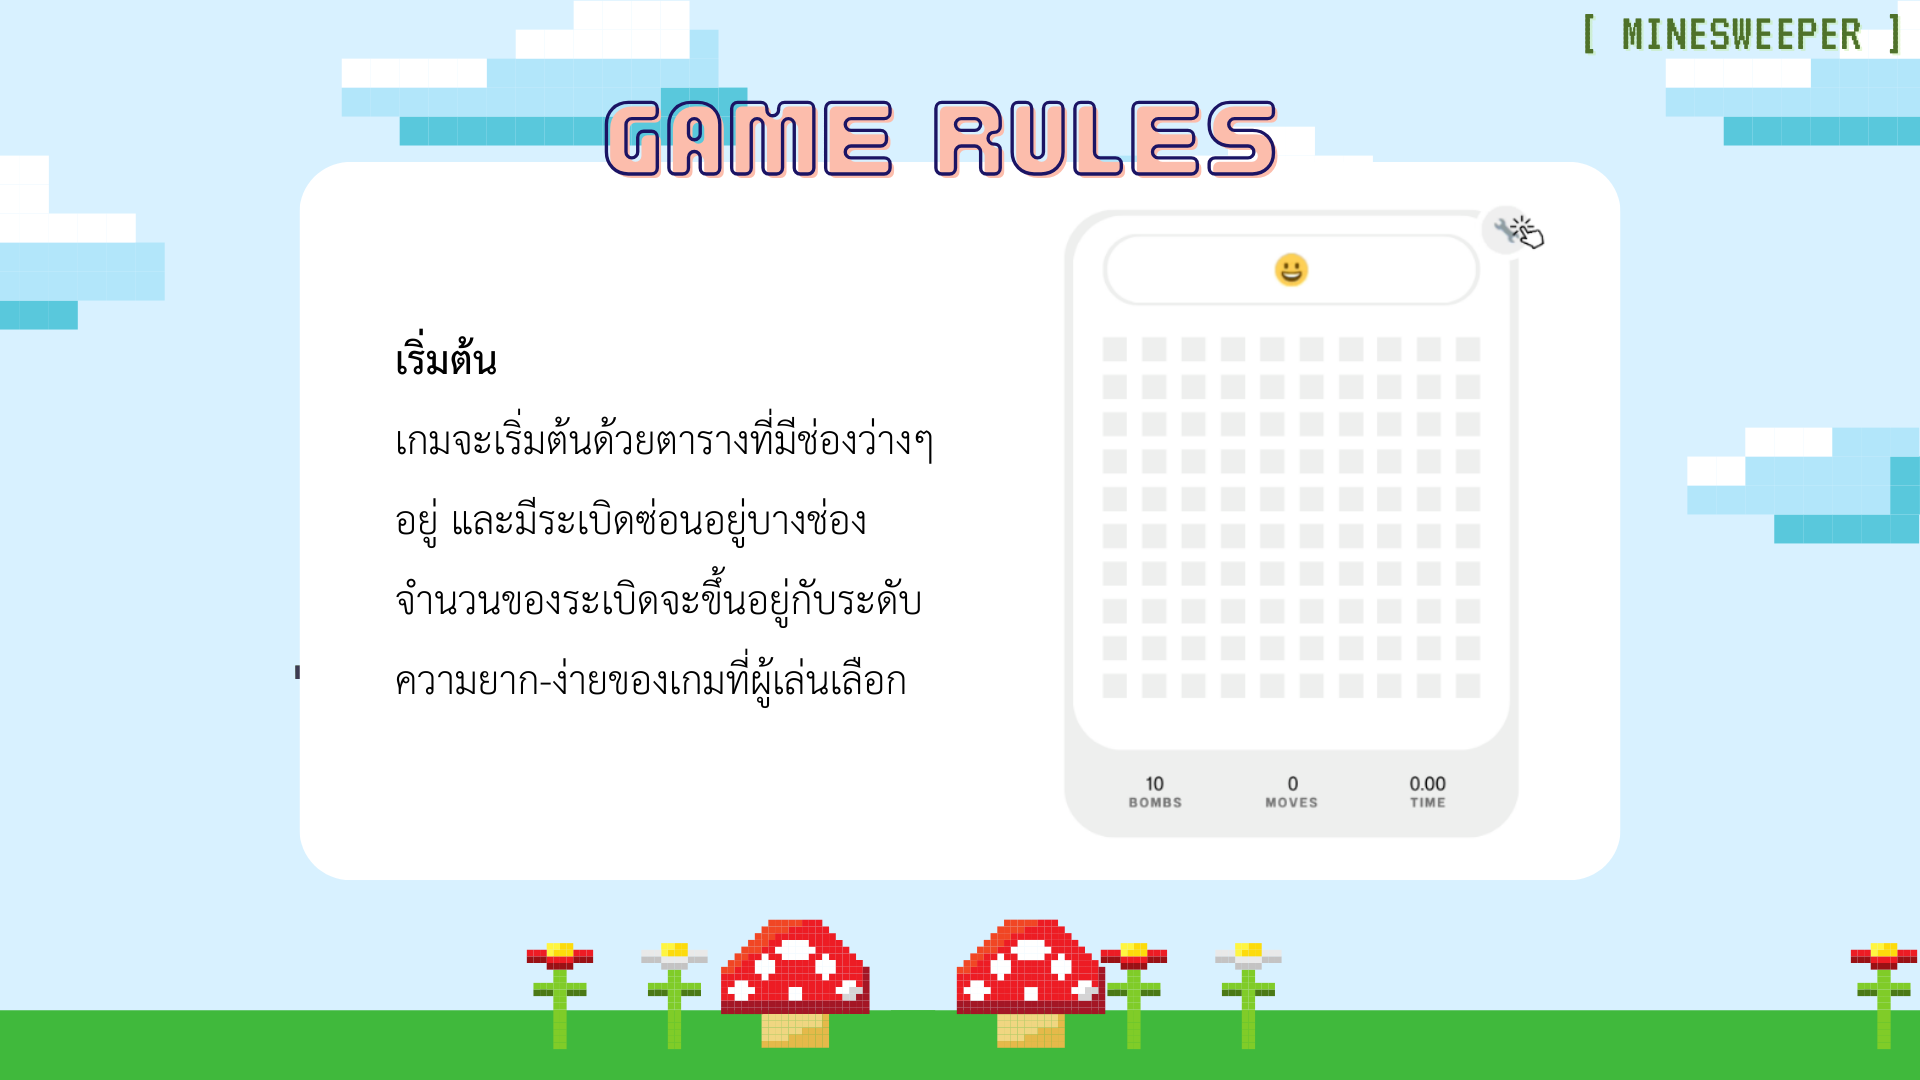 [ MINESWEEPER ]
GAME RULES
เริ่มต้น
เกมจะเริ่มต้นด้วยตารางที่มีช่องว่างๆ
อยู่ และมีระเบิดซ่อนอยู่บางช่อง
จำนวนของระเบิดจะขึ้นอยู่กับระดับ
ความยาก-ง่ายของเกมที่ผู้เล่นเลือก
10 0 0.00
BOMBS MOVES TIME